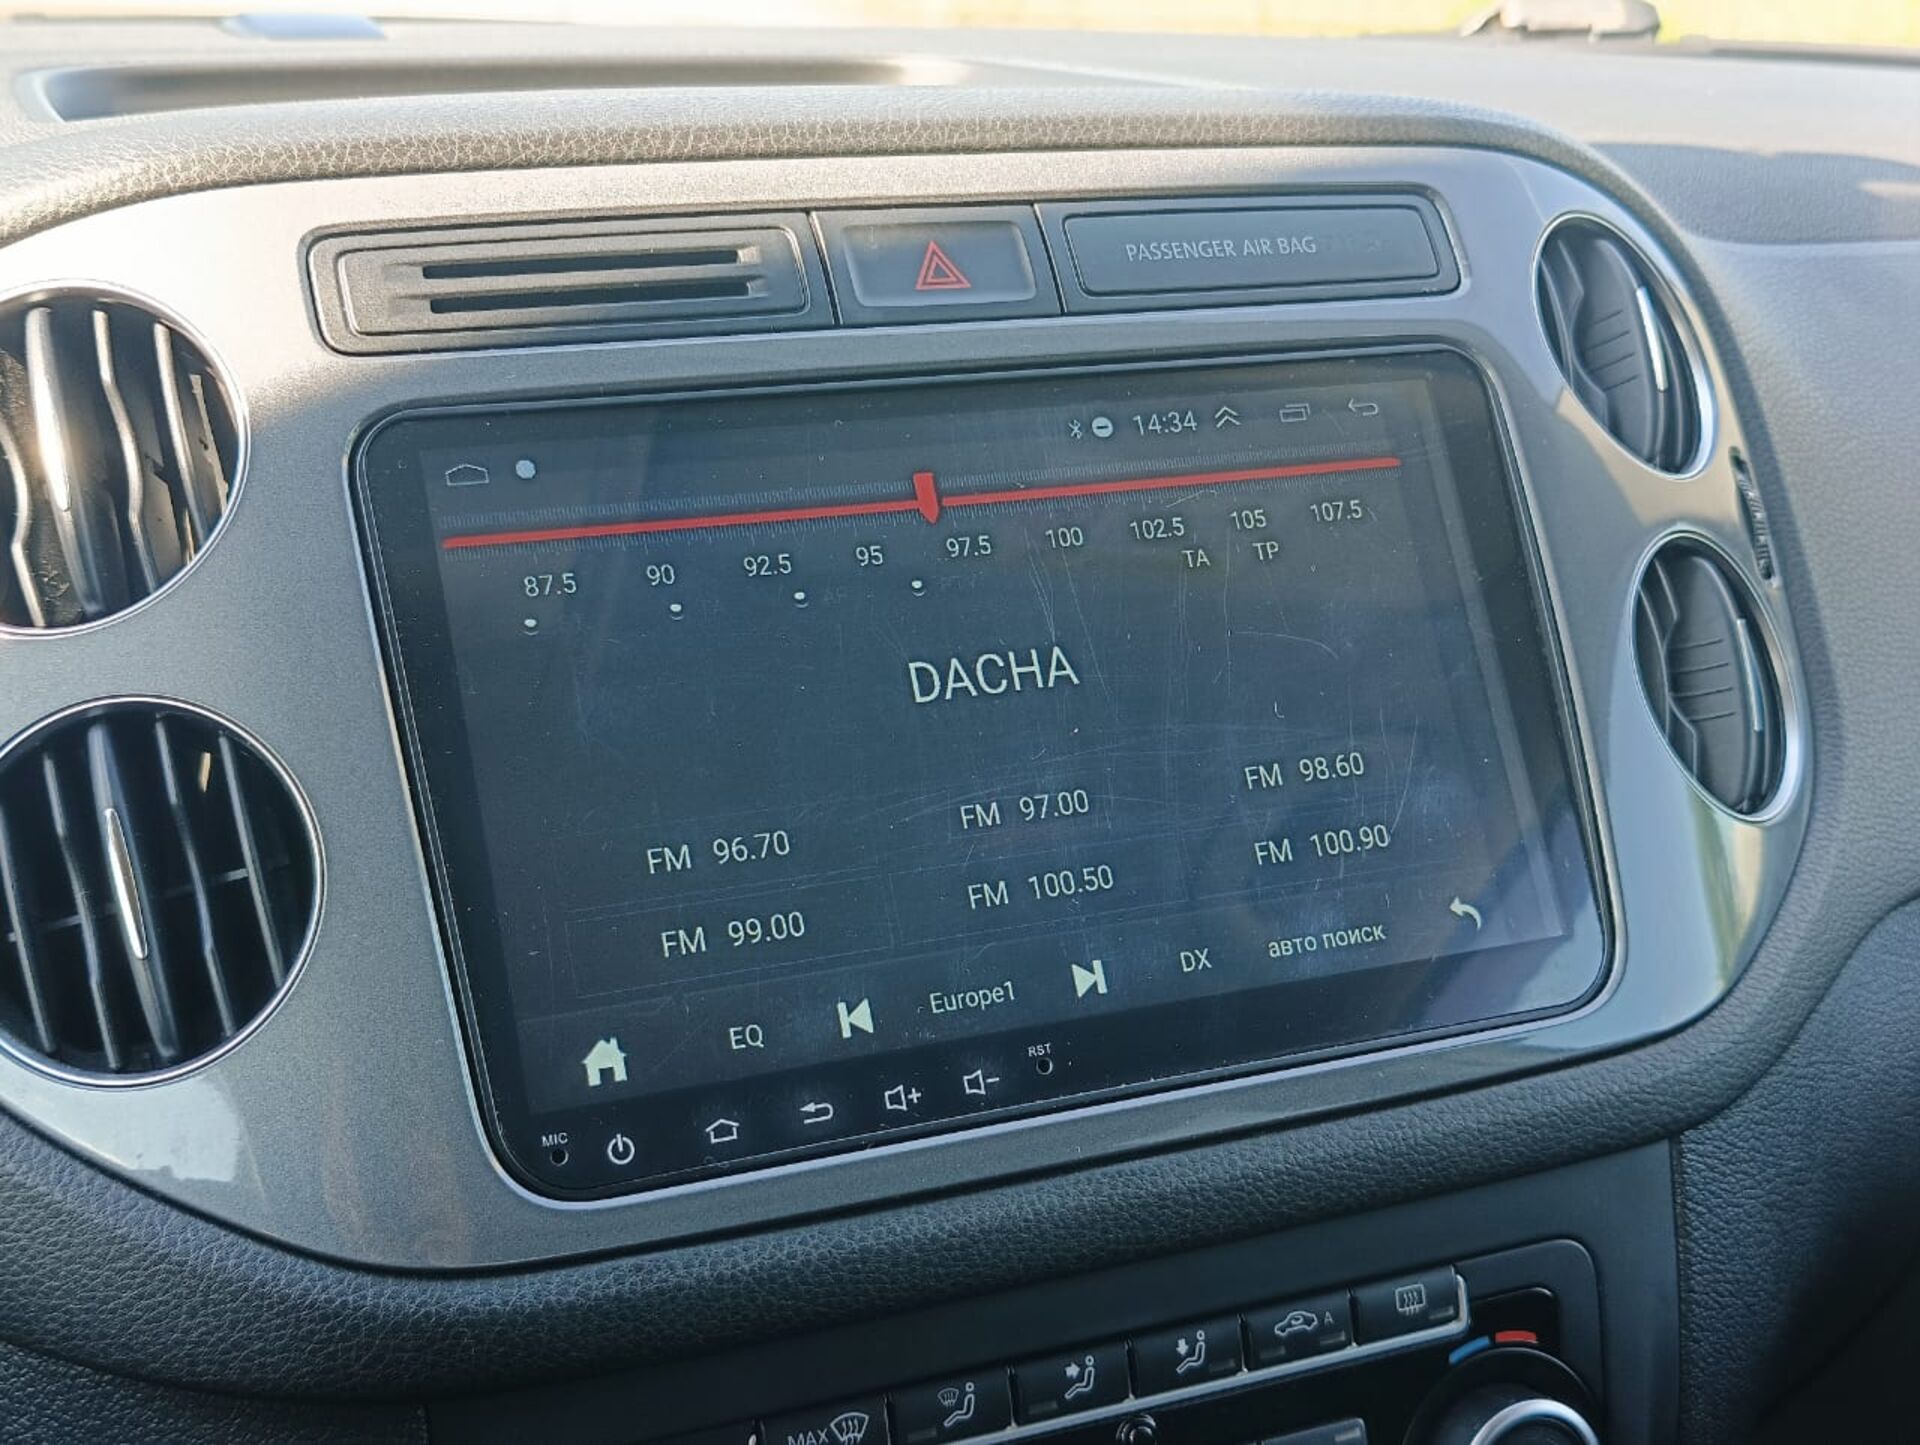 PASSENGER AIR BAG
14:34
87.5 90 92.5 95 97.5 100 102.5 105 107.5
TA TP
DACHA
FM 96.70 FM 97.00 FM 98.60
FM 99.00 FM 100.50 FM 100.90
EQ Europe1 DX авто поиск
MIC RST
A
MAX